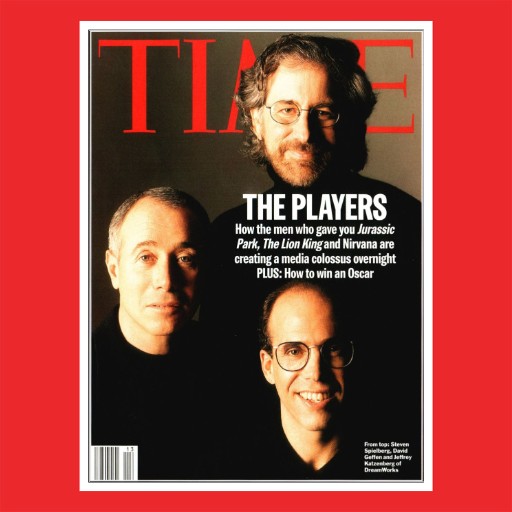 TIME
THE PLAYERS
How the men who gave you Jurassic
Park, The Lion King and Nirvana are
creating a media colossus overnight
PLUS: How to win an Oscar
From top: Steven
Spielberg, David
Geffen and Jeffrey
Katzenberg of
DreamWorks